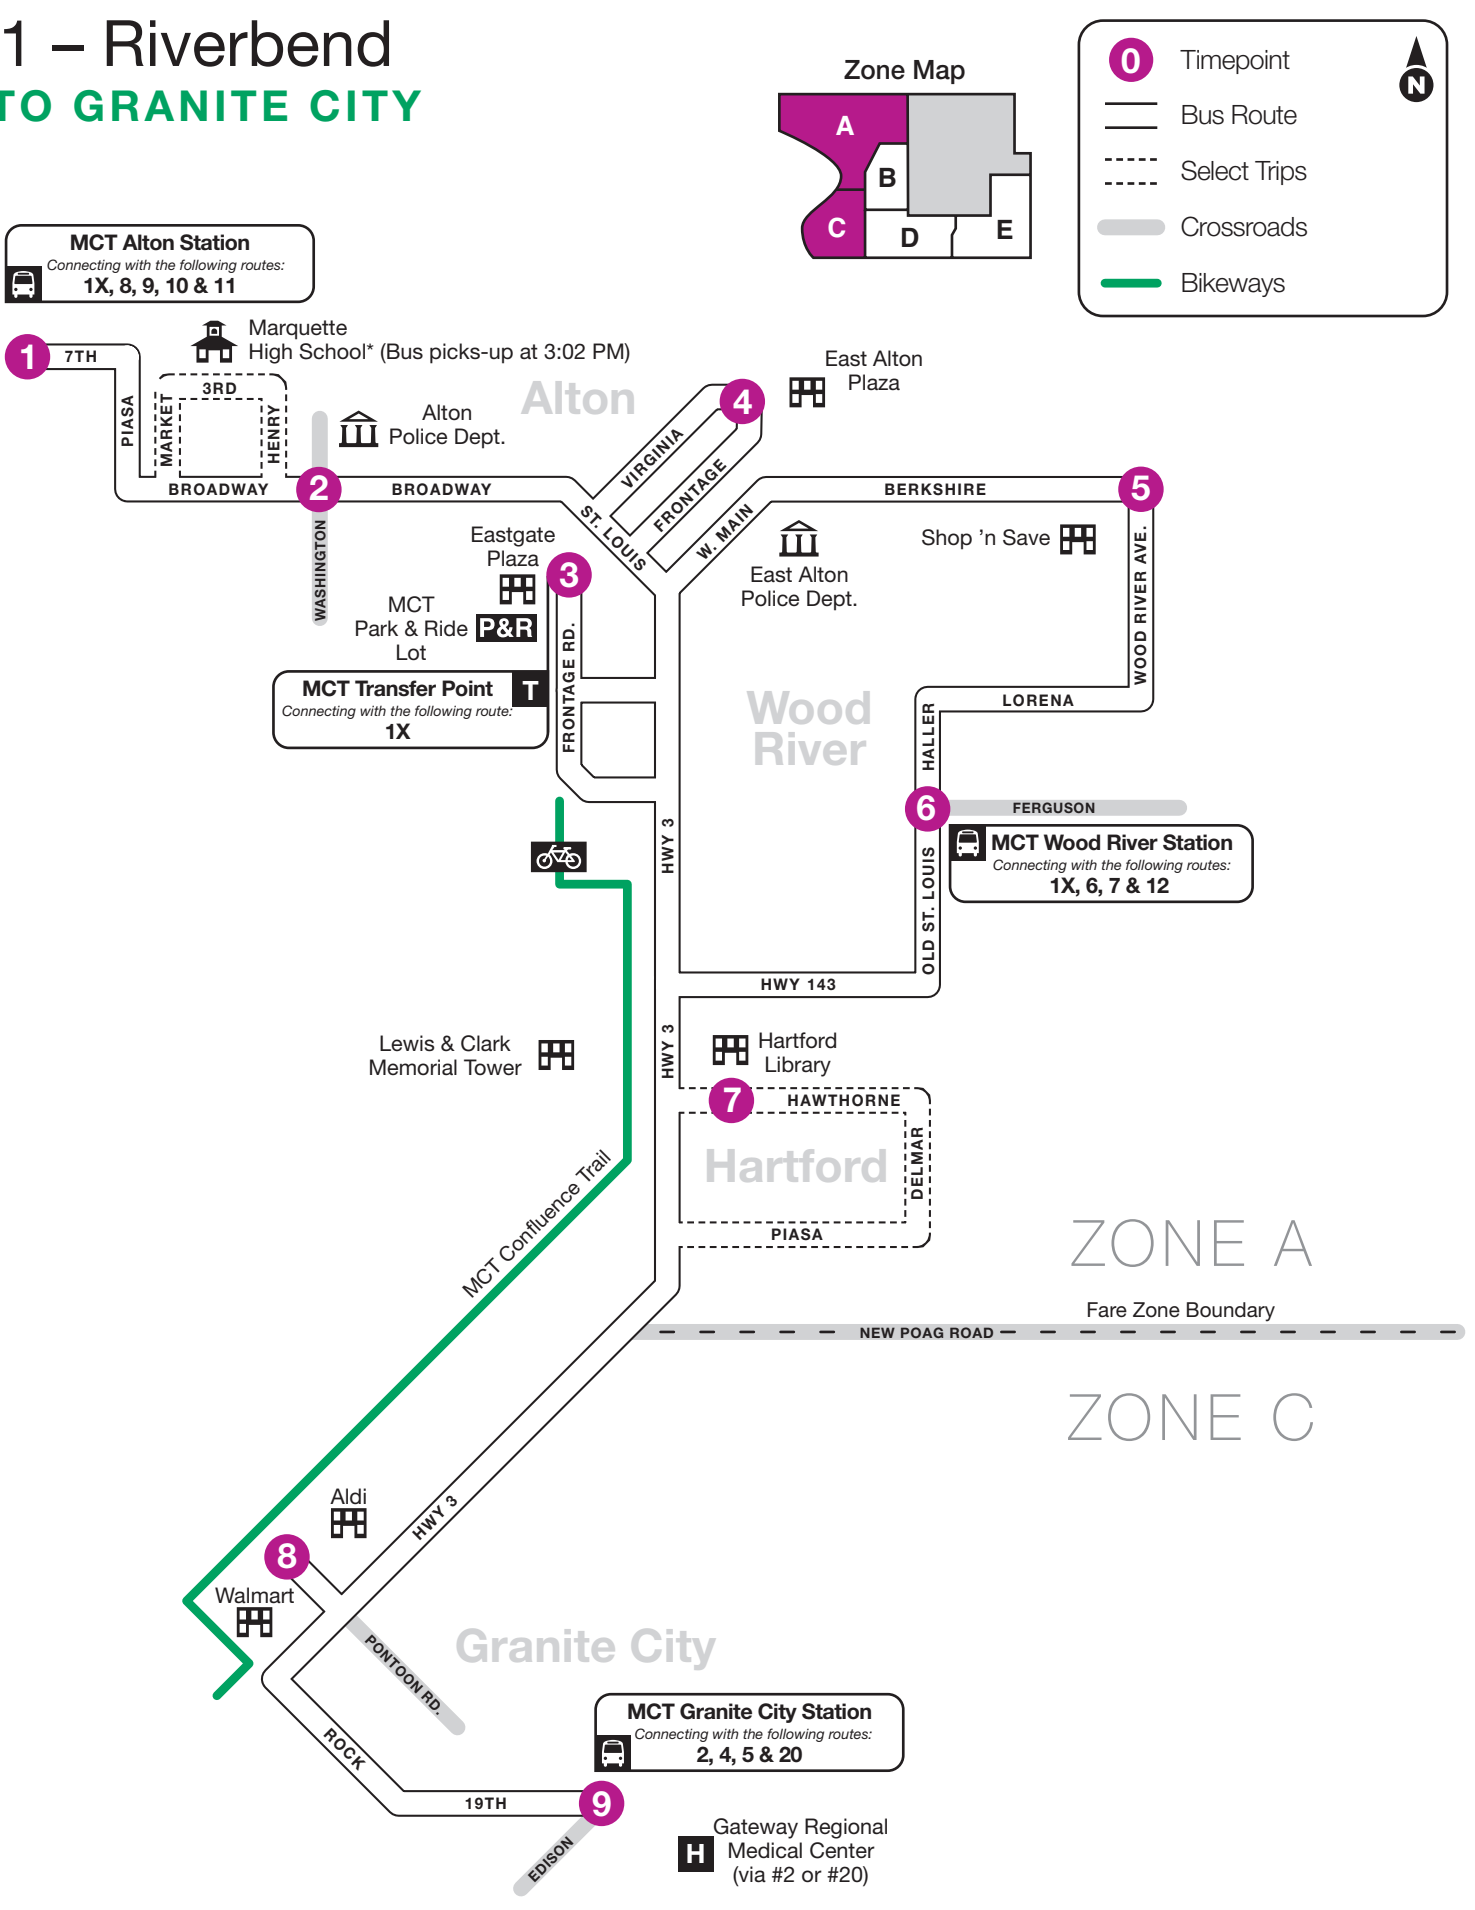 1 – Riverbend
TO GRANITE CITY
Zone Map
A
B
C
D
E
0 Timepoint
Bus Route
Select Trips
Crossroads
Bikeways
N
MCT Alton Station
Connecting with the following routes:
1X, 8, 9, 10 & 11
1
7TH
PIASA
MARKET
3RD
HENRY
BROADWAY
Marquette
High School* (Bus picks-up at 3:02 PM)
Alton
Police Dept.
Alton
2
WASHINGTON
BROADWAY
ST. LOUIS
VIRGINIA
FRONTAGE
4
East Alton
Plaza
W. MAIN
BERKSHIRE
5
East Alton
Police Dept.
Shop ’n Save
WOOD RIVER AVE.
Eastgate
Plaza
3
MCT
Park & Ride
Lot
P&R
MCT Transfer Point
T
Connecting with the following route:
1X
FRONTAGE RD.
Wood
River
LORENA
HALLER
6
FERGUSON
MCT Wood River Station
Connecting with the following routes:
1X, 6, 7 & 12
OLD ST. LOUIS
HWY 3
HWY 143
HWY 3
Lewis & Clark
Memorial Tower
Hartford
Library
7
HAWTHORNE
DELMAR
Hartford
PIASA
MCT Confluence Trail
ZONE A
Fare Zone Boundary
NEW POAG ROAD
ZONE C
HWY 3
Aldi
8
Walmart
PONTOON RD.
Granite City
ROCK
MCT Granite City Station
Connecting with the following routes:
2, 4, 5 & 20
19TH
9
EDISON
H
Gateway Regional
Medical Center
(via #2 or #20)